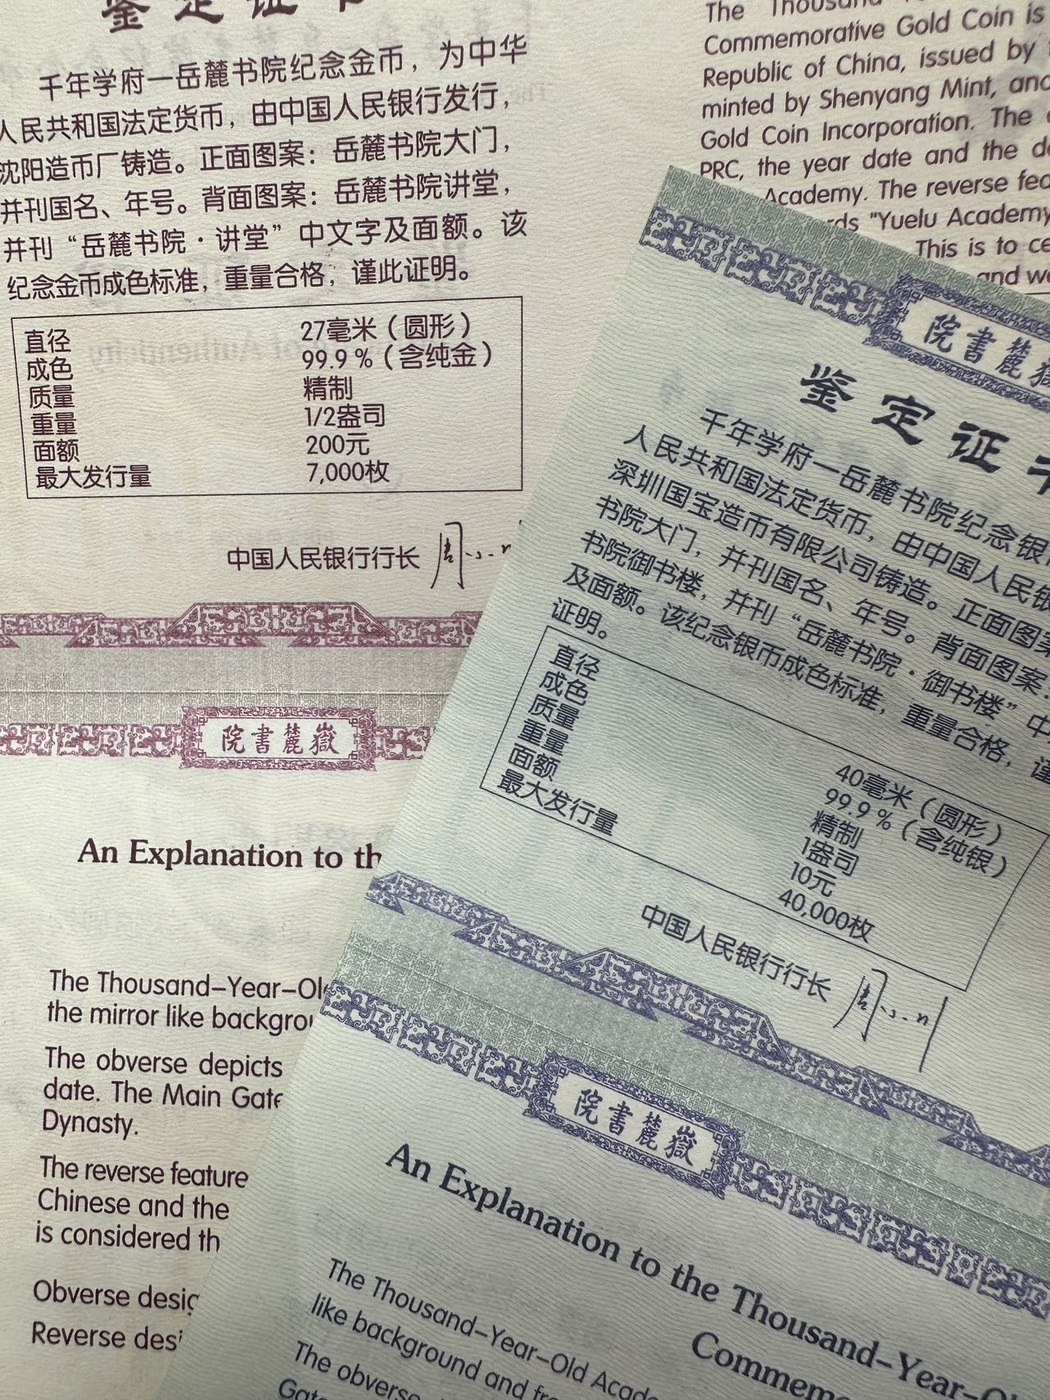 鉴定证书
千年学府—岳麓书院纪念金币，为中华
人民共和国法定货币，由中国人民银行发行，
沈阳造币厂铸造。正面图案：岳麓书院大门，
并刊国名、年号。背面图案：岳麓书院讲堂，
并刊“岳麓书院·讲堂”中文字及面额。该
纪念金币成色标准，重量合格，谨此证明。
直径 27毫米（圆形）
成色 99.9％（含纯金）
质量 精制
重量 1/2盎司
面额 200元
最大发行量 7,000枚
中国人民银行行长
院書麓嶽
An Explanation to th
The Thousand-Year-Old
the mirror like backgrou
The obverse depicts
date. The Main Gate
Dynasty.
The reverse feature
Chinese and the
is considered th
Obverse desig
Reverse desi
The Thousand
Commemorative Gold Coin is
Republic of China, issued by
minted by Shenyang Mint, and
Gold Coin Incorporation. The
PRC, the year date and the de
Academy. The reverse fea
rds "Yuelu Academy
This is to ce
and we
院書麓嶽
鉴定证
千年学府—岳麓书院纪念银
人民共和国法定货币，由中国人民银
深圳国宝造币有限公司铸造。正面图案
书院大门，并刊国名、年号。背面图案：
书院御书楼，并刊“岳麓书院·御书楼”中
及面额。该纪念银币成色标准，重量合格，谨
证明。
直径 40毫米（圆形）
成色 99.9％（含纯银）
质量 精制
重量 1盎司
面额 10元
最大发行量 40,000枚
中国人民银行行长
院書麓嶽
An Explanation to the Thousand-Year-O
Commem
The Thousand-Year-Old Acade
like background and fro
The obverse
Gate